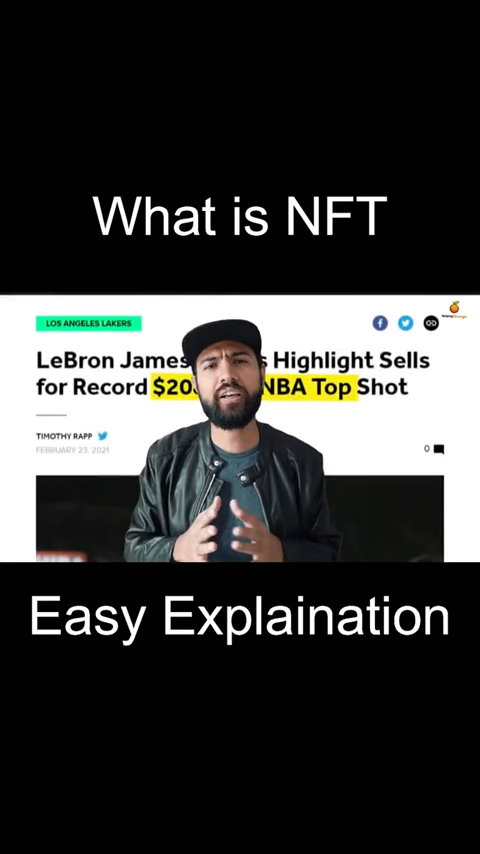 What is NFT
LOS ANGELES LAKERS
LeBron James Highlight Sells
for Record $20 NBA Top Shot
TIMOTHY RAPP
FEBRUARY 23, 2021
0
Easy Explaination